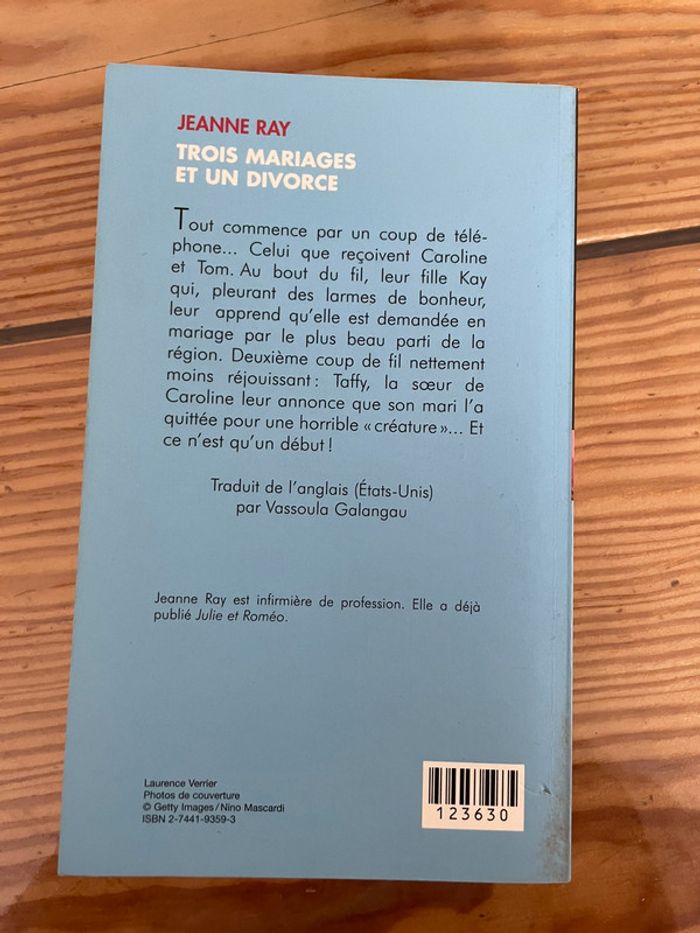 JEANNE RAY
TROIS MARIAGES
ET UN DIVORCE
Tout commence par un coup de télé-
phone... Celui que reçoivent Caroline
et Tom. Au bout du fil, leur fille Kay
qui, pleurant des larmes de bonheur,
leur apprend qu'elle est demandée en
mariage par le plus beau parti de la
région. Deuxième coup de fil nettement
moins réjouissant : Taffy, la sœur de
Caroline leur annonce que son mari l'a
quittée pour une horrible « créature »... Et
ce n'est qu'un début !
Traduit de l'anglais (États-Unis)
par Vassoula Galangau
Jeanne Ray est infirmière de profession. Elle a déjà
publié Julie et Roméo.
Laurence Verrier
Photos de couverture
© Getty Images / Nino Mascardi
ISBN 2-7441-9359-3
123630